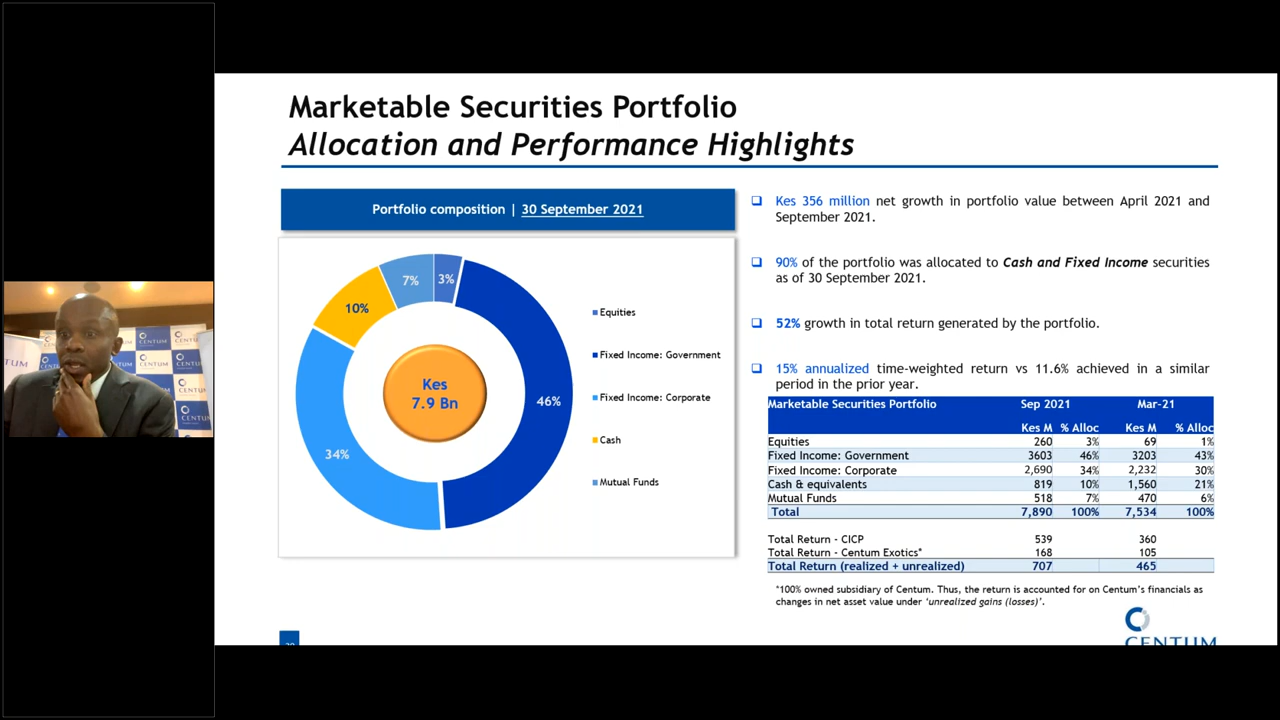 Marketable Securities Portfolio
Allocation and Performance Highlights
Portfolio composition | 30 September 2021
3%
7%
10%
46%
34%
Kes
7.9 Bn
Equities
Fixed Income: Government
Fixed Income: Corporate
Cash
Mutual Funds
Kes 356 million net growth in portfolio value between April 2021 and
September 2021.
90% of the portfolio was allocated to Cash and Fixed Income securities
as of 30 September 2021.
52% growth in total return generated by the portfolio.
15% annualized time-weighted return vs 11.6% achieved in a similar
period in the prior year.
Marketable Securities Portfolio Sep 2021 Mar-21
Kes M % Alloc Kes M % Alloc
Equities 260 3% 69 1%
Fixed Income: Government 3603 46% 3203 43%
Fixed Income: Corporate 2,690 34% 2,232 30%
Cash & equivalents 819 10% 1,560 21%
Mutual Funds 518 7% 470 6%
Total 7,890 100% 7,534 100%
Total Return - CICP 539 360
Total Return - Centum Exotics* 168 105
Total Return (realized + unrealized) 707 465
*100% owned subsidiary of Centum. Thus, the return is accounted for on Centum's financials as
changes in net asset value under 'unrealized gains (losses)'.
CENTUM
CENTUM
CENTUM
CENTUM